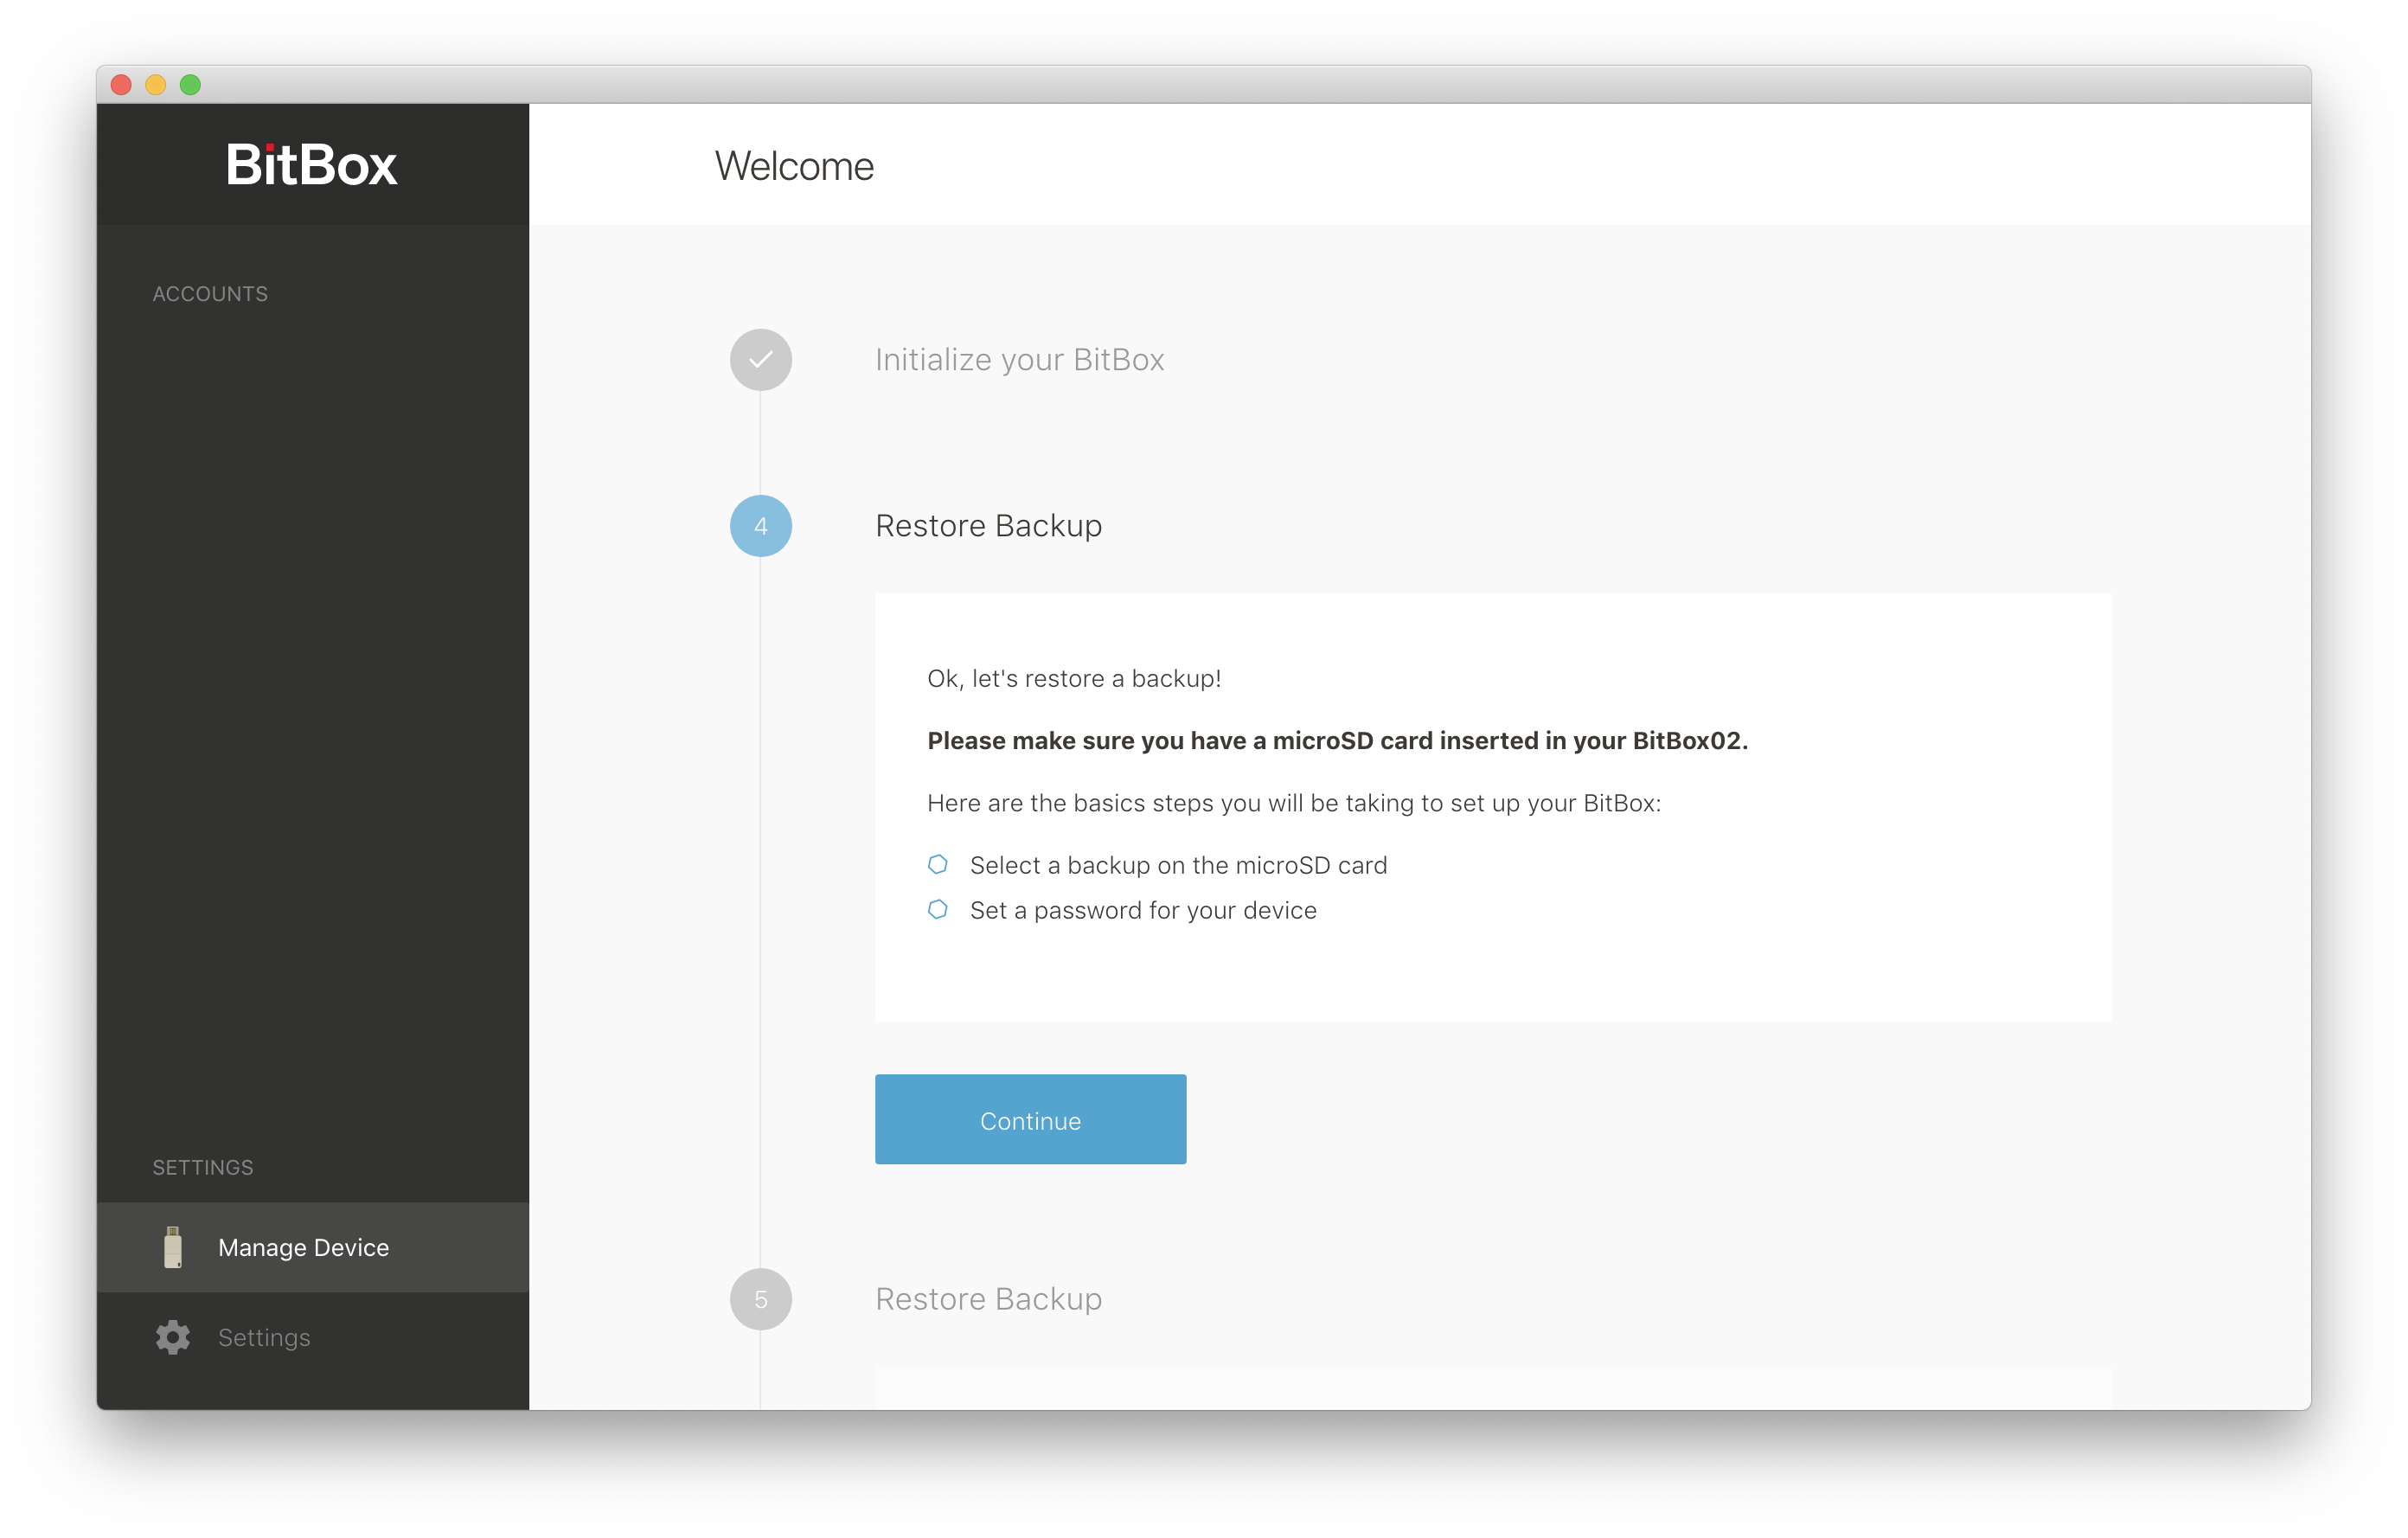 BitBox
Welcome
ACCOUNTS
Initialize your BitBox
4
Restore Backup
Ok, let's restore a backup!
Please make sure you have a microSD card inserted in your BitBox02.
Here are the basics steps you will be taking to set up your BitBox:
Select a backup on the microSD card
Set a password for your device
Continue
SETTINGS
Manage Device
Settings
5
Restore Backup